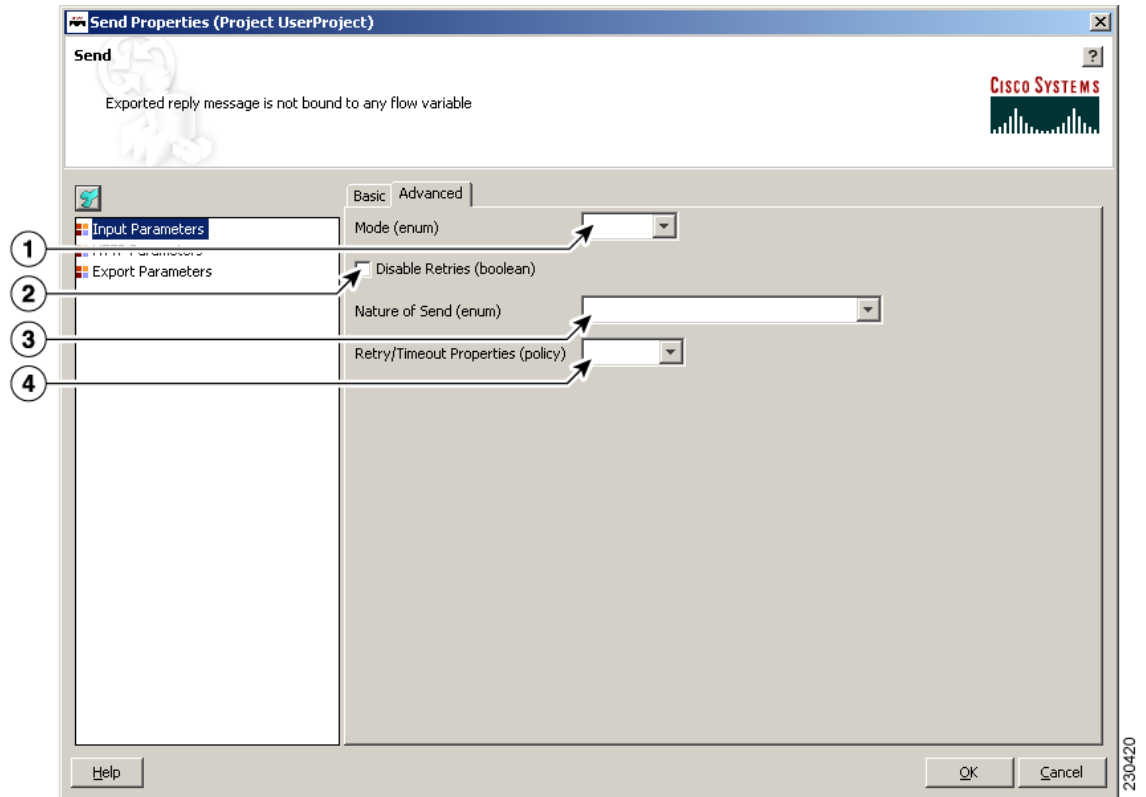 Send Properties (Project UserProject)
Send
?
Exported reply message is not bound to any flow variable
CISCO SYSTEMS
Basic
Advanced
Input Parameters
Mode (enum)
1
Parameters
Export Parameters
Disable Retries (boolean)
2
Nature of Send (enum)
3
Retry/Timeout Properties (policy)
4
Help
OK
Cancel
230420